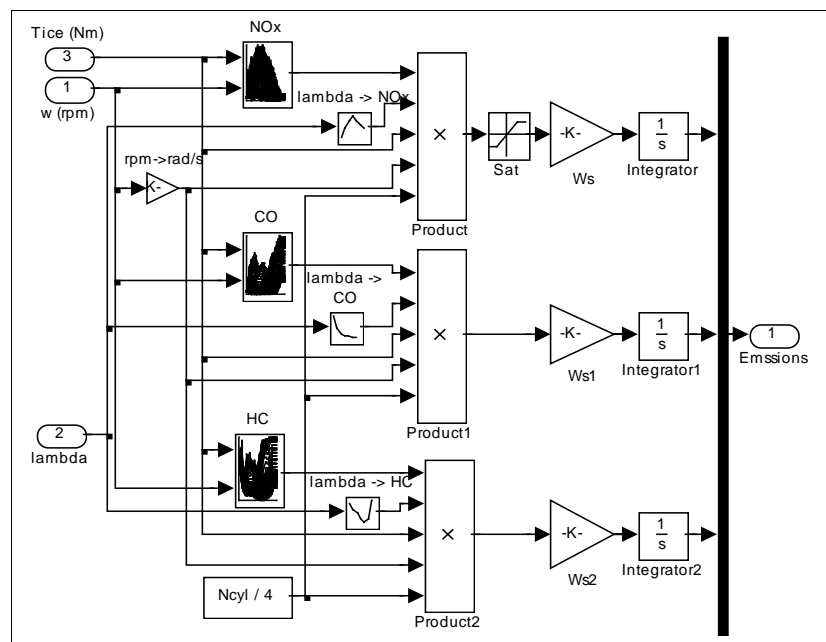 Tice (Nm)
3
1
w (rpm)
NOx
lambda -> NOx
rpm->rad/s
K-
×
Product
Sat
-K-
Ws
1
s
Integrator
CO
lambda ->
CO
×
Product1
-K-
Ws1
1
s
Integrator1
1
Emssions
2
lambda
HC
lambda -> HC
×
Product2
-K-
Ws2
1
s
Integrator2
Ncyl / 4